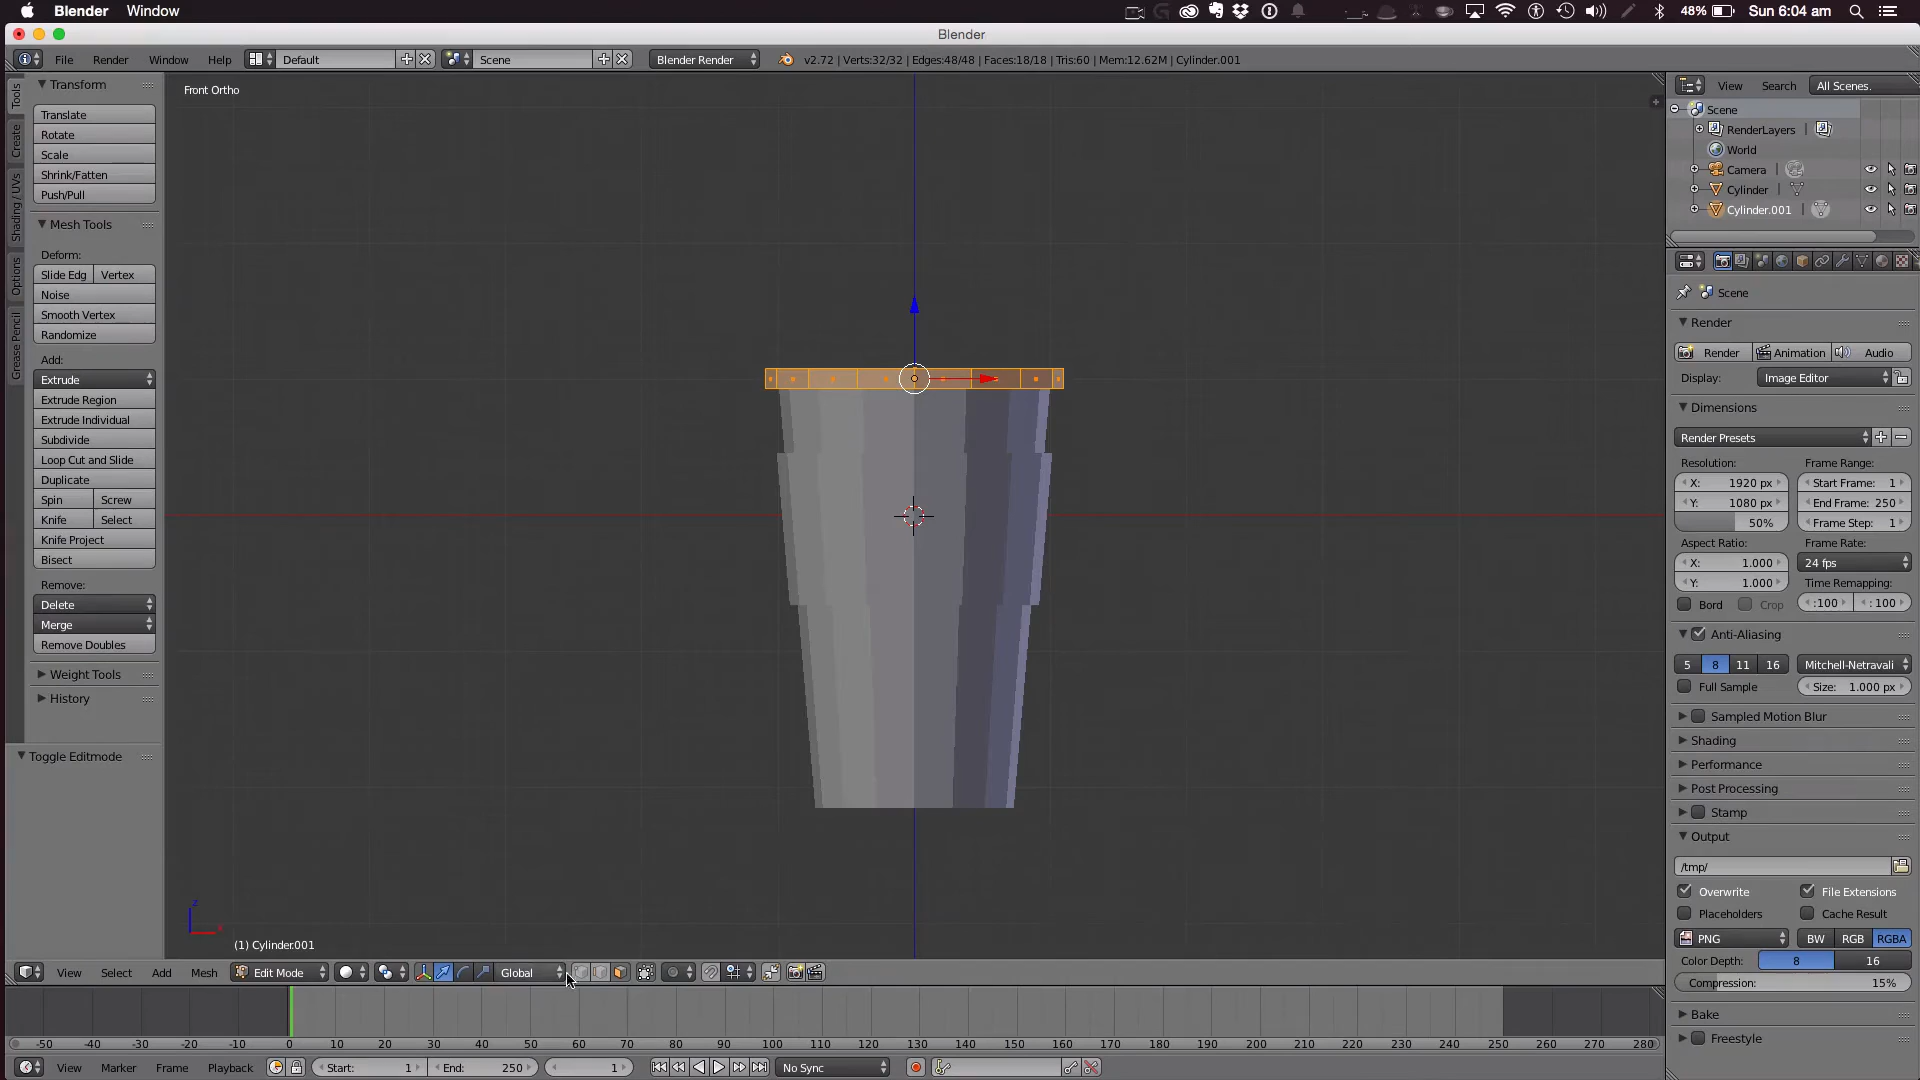 Blender Window 48% Sun 6:04 am
Blender
File Render Window Help Default Scene Blender Render v2.72 | Verts:32/32 | Edges:48/48 | Faces:18/18 | Tris:60 | Mem:12.62M | Cylinder.001
Tools
Create
Shading / UVs
Options
Grease Pencil
Transform
Translate
Rotate
Scale
Shrink/Fatten
Push/Pull
Mesh Tools
Deform:
Slide Edg Vertex
Noise
Smooth Vertex
Randomize
Add:
Extrude
Extrude Region
Extrude Individual
Subdivide
Loop Cut and Slide
Duplicate
Spin Screw
Knife Select
Knife Project
Bisect
Remove:
Delete
Merge
Remove Doubles
Weight Tools
History
Toggle Editmode
Front Ortho
z
x
(1) Cylinder.001
View Select Add Mesh Edit Mode Global
-50 -40 -30 -20 -10 0 10 20 30 40 50 60 70 80 90 100 110 120 130 140 150 160 170 180 190 200 210 220 230 240 250 260 270 280
View Marker Frame Playback Start: 1 End: 250 1 No Sync
View Search All Scenes
Scene
RenderLayers |
World
Camera |
Cylinder |
Cylinder.001 |
Scene
Render
Render Animation Audio
Display: Image Editor
Dimensions
Render Presets
Resolution: Frame Range:
X: 1920 px Start Frame: 1
Y: 1080 px End Frame: 250
50% Frame Step: 1
Aspect Ratio: Frame Rate:
X: 1.000 24 fps
Y: 1.000 Time Remapping:
Bord Crop :100 : 100
Anti-Aliasing
5 8 11 16 Mitchell-Netravali
Full Sample Size: 1.000 px
Sampled Motion Blur
Shading
Performance
Post Processing
Stamp
Output
/tmp/
Overwrite File Extensions
Placeholders Cache Result
PNG BW RGB RGBA
Color Depth: 8 16
Compression: 15%
Bake
Freestyle